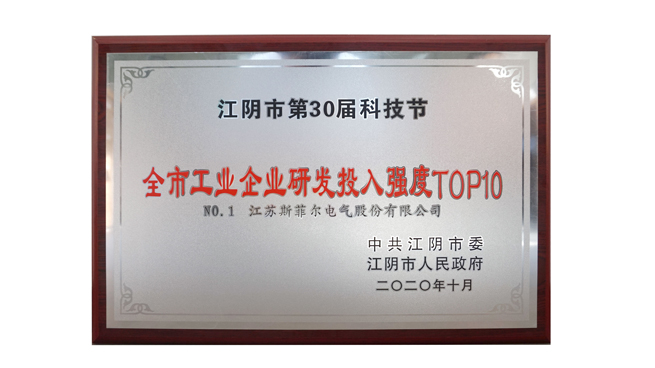 江阴市第30届科技节
全市工业企业研发投入强度TOP10
NO.1 江苏斯菲尔电气股份有限公司
中共江阴市委
江阴市人民政府
二〇二〇年十月